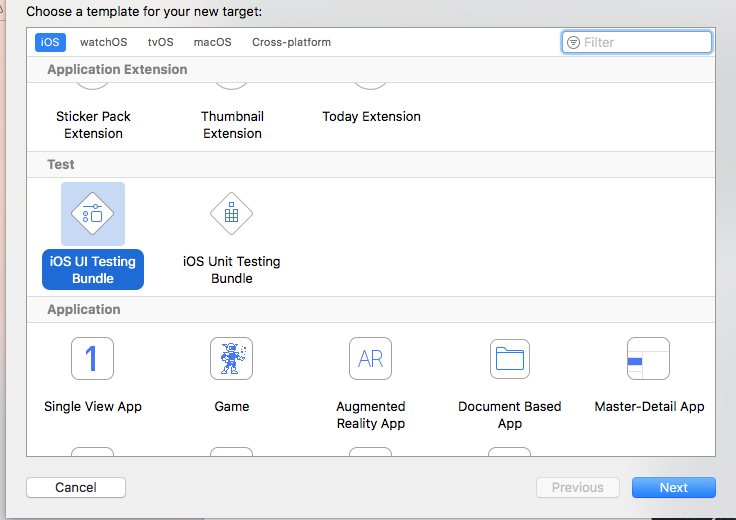 Choose a template for your new target:
iOS watchOS tvOS macOS Cross-platform Filter
Application Extension
Sticker Pack Extension
Thumbnail Extension
Today Extension
Test
iOS UI Testing Bundle
iOS Unit Testing Bundle
Application
1
AR
Single View App
Game
Augmented Reality App
Document Based App
Master-Detail App
Cancel Previous Next